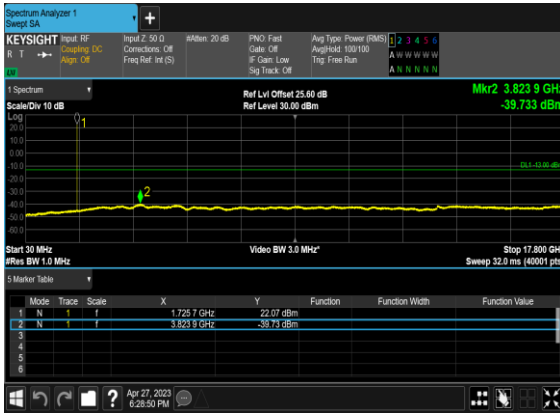 Spectrum Analyzer 1
Swept SA
+
KEYSIGHT Input: RF Input Z: 50 Ω #Atten: 20 dB PNO: Fast Avg Type: Power (RMS) 1 2 3 4 5 6
R T Coupling: DC Corrections: Off Gate: Off Avg|Hold: 100/100 A W W W W W
Align: Off Freq Ref: Int (S) IF Gain: Low Trig: Free Run
Sig Track: Off A N N N N N
1 Spectrum Ref Lvl Offset 25.60 dB Mkr2 3.823 9 GHz
Scale/Div 10 dB Ref Level 30.00 dBm -39.733 dBm
Log
20.0
10.0
0.00
-10.0
-20.0
-30.0
-40.0
-50.0
-60.0
1
2
DL1 -13.00 dBm
Start 30 MHz Video BW 3.0 MHz* Stop 17.800 GHz
#Res BW 1.0 MHz Sweep 32.0 ms (40001 pts)
5 Marker Table
Mode Trace Scale X Y Function Function Width Function Value
1 N 1 f 1.725 7 GHz 22.07 dBm
2 N 1 f 3.823 9 GHz -39.73 dBm
3
4
5
6
? Apr 27, 2023
6:28:50 PM